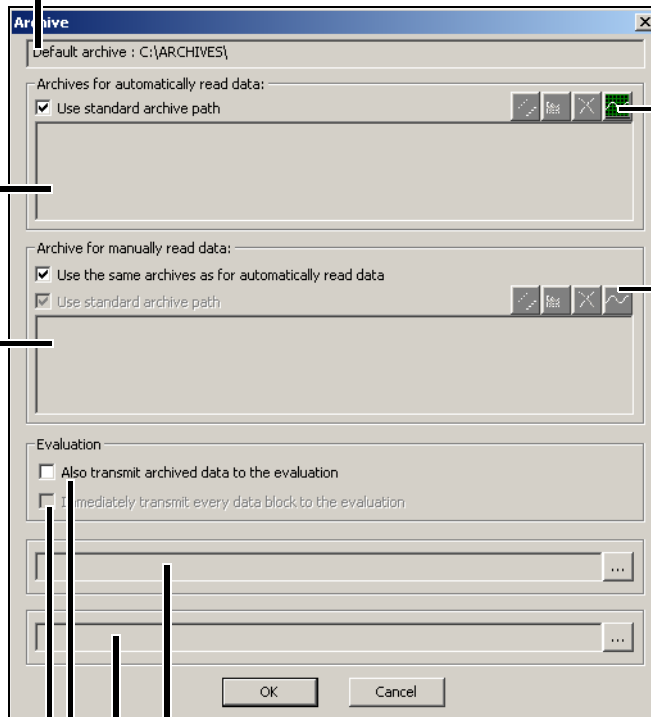 Archive
Default archive : C:\ARCHIVES\
Archives for automatically read data:
Use standard archive path
Archive for manually read data:
Use the same archives as for automatically read data
Use standard archive path
Evaluation
Also transmit archived data to the evaluation
Immediately transmit every data block to the evaluation
...
...
OK
Cancel